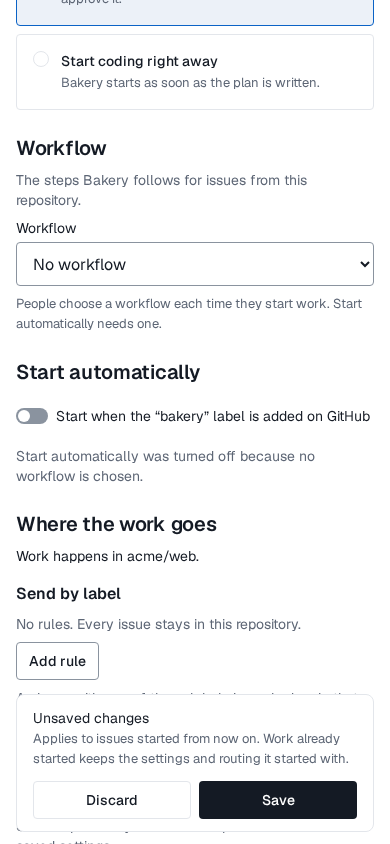 approve it.
Start coding right away
Bakery starts as soon as the plan is written.
Workflow
The steps Bakery follows for issues from this
repository.
Workflow
No workflow
People choose a workflow each time they start work. Start
automatically needs one.
Start automatically
Start when the “bakery” label is added on GitHub
Start automatically was turned off because no
workflow is chosen.
Where the work goes
Work happens in acme/web.
Send by label
No rules. Every issue stays in this repository.
Add rule
Unsaved changes
Applies to issues started from now on. Work already
started keeps the settings and routing it started with.
Discard
Save